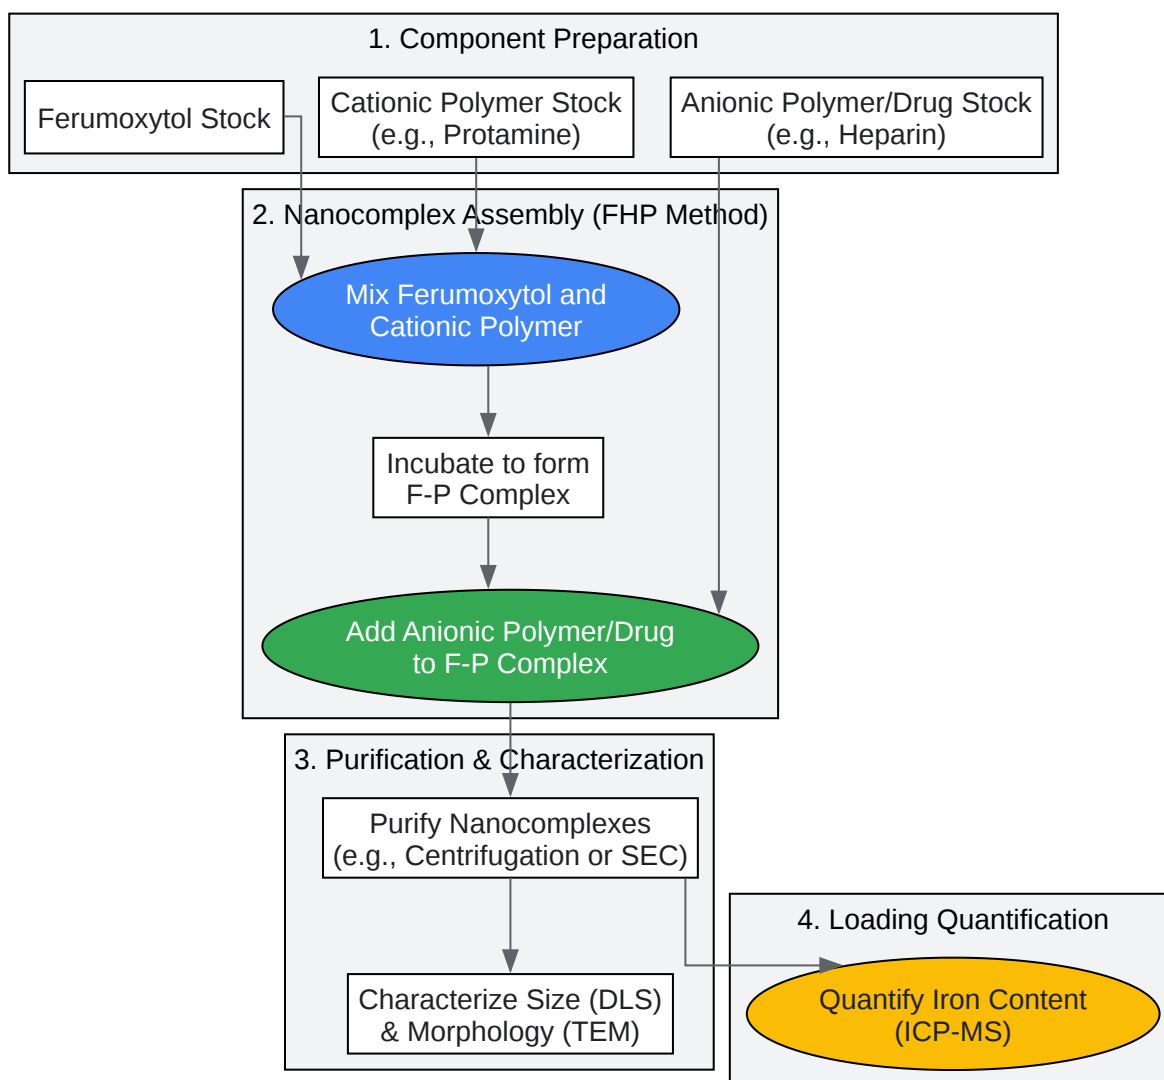 1. Component Preparation
Ferumoxytol Stock
Cationic Polymer Stock
(e.g., Protamine)
Anionic Polymer/Drug Stock
(e.g., Heparin)
2. Nanocomplex Assembly (FHP Method)
Mix Ferumoxytol and
Cationic Polymer
Incubate to form
F-P Complex
Add Anionic Polymer/Drug
to F-P Complex
3. Purification & Characterization
Purify Nanocomplexes
(e.g., Centrifugation or SEC)
Characterize Size (DLS)
& Morphology (TEM)
4. Loading Quantification
Quantify Iron Content
(ICP-MS)